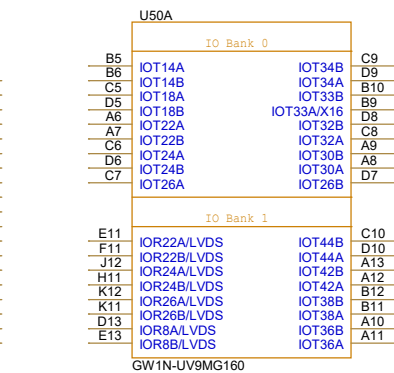 U50A
IO Bank 0
B5 IOT14A IOT34B C9
B6 IOT14B IOT34A D9
C5 IOT18A IOT33B B10
D5 IOT18B IOT33A/X16 B9
A6 IOT22A IOT32B D8
A7 IOT22B IOT32A C8
C6 IOT24A IOT30B A9
D6 IOT24B IOT30A A8
C7 IOT26A IOT26B D7
IO Bank 1
E11 IOR22A/LVDS IOT44B C10
F11 IOR22B/LVDS IOT44A D10
J12 IOR24A/LVDS IOT42B A13
H11 IOR24B/LVDS IOT42A A12
K12 IOR26A/LVDS IOT38B B12
K11 IOR26B/LVDS IOT38A B11
D13 IOR8A/LVDS IOT36B A10
E13 IOR8B/LVDS IOT36A A11
GW1N-UV9MG160